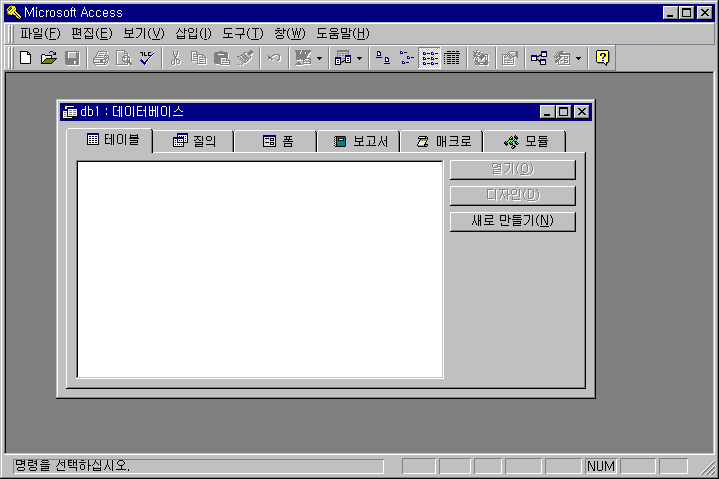 Microsoft Access
파일(F) 편집(E) 보기(V) 삽입(I) 도구(T) 창(W) 도움말(H)
db1 : 데이터베이스
테이블 질의 폼 보고서 매크로 모듈
열기(O)
디자인(D)
새로 만들기(N)
명령을 선택하십시오.
NUM